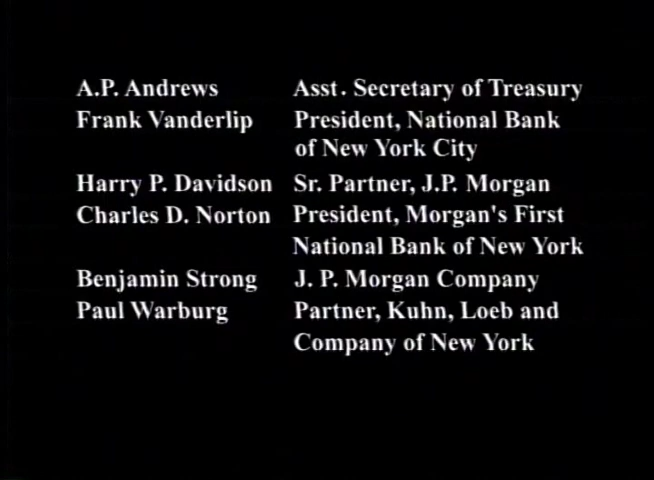 A.P. Andrews Asst. Secretary of Treasury
Frank Vanderlip President, National Bank
of New York City
Harry P. Davidson Sr. Partner, J.P. Morgan
Charles D. Norton President, Morgan's First
National Bank of New York
Benjamin Strong J. P. Morgan Company
Paul Warburg Partner, Kuhn, Loeb and
Company of New York